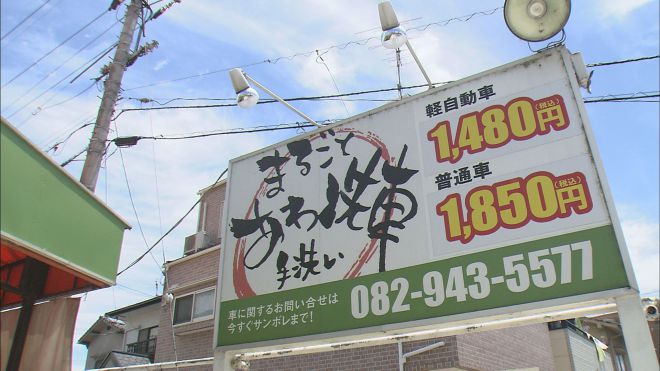 まるごと
あわ洗車
手洗い
軽自動車
1,480円(税込)
普通車
1,850円(税込)
車に関するお問い合せは
今すぐサンボレまで!
082-943-5577